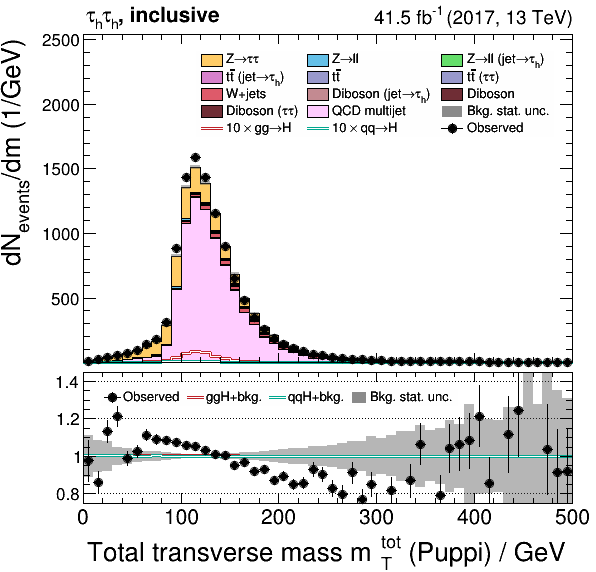 τhτh, inclusive 41.5 fb-1 (2017, 13 TeV)
dNevents/dm (1/GeV)
2500
2000
1500
1000
500
Z→ττ Z→ll Z→ll (jet→τh)
tt̄ (jet→τh) tt̄ tt̄ (ττ)
W+jets Diboson (jet→τh) Diboson
Diboson (ττ) QCD multijet Bkg. stat. unc.
10 × gg→H 10 × qq→H Observed
1.4
1.2
1
0.8
Observed ggH+bkg. qqH+bkg. Bkg. stat. unc.
0 100 200 300 400 500
Total transverse mass m T tot (Puppi) / GeV